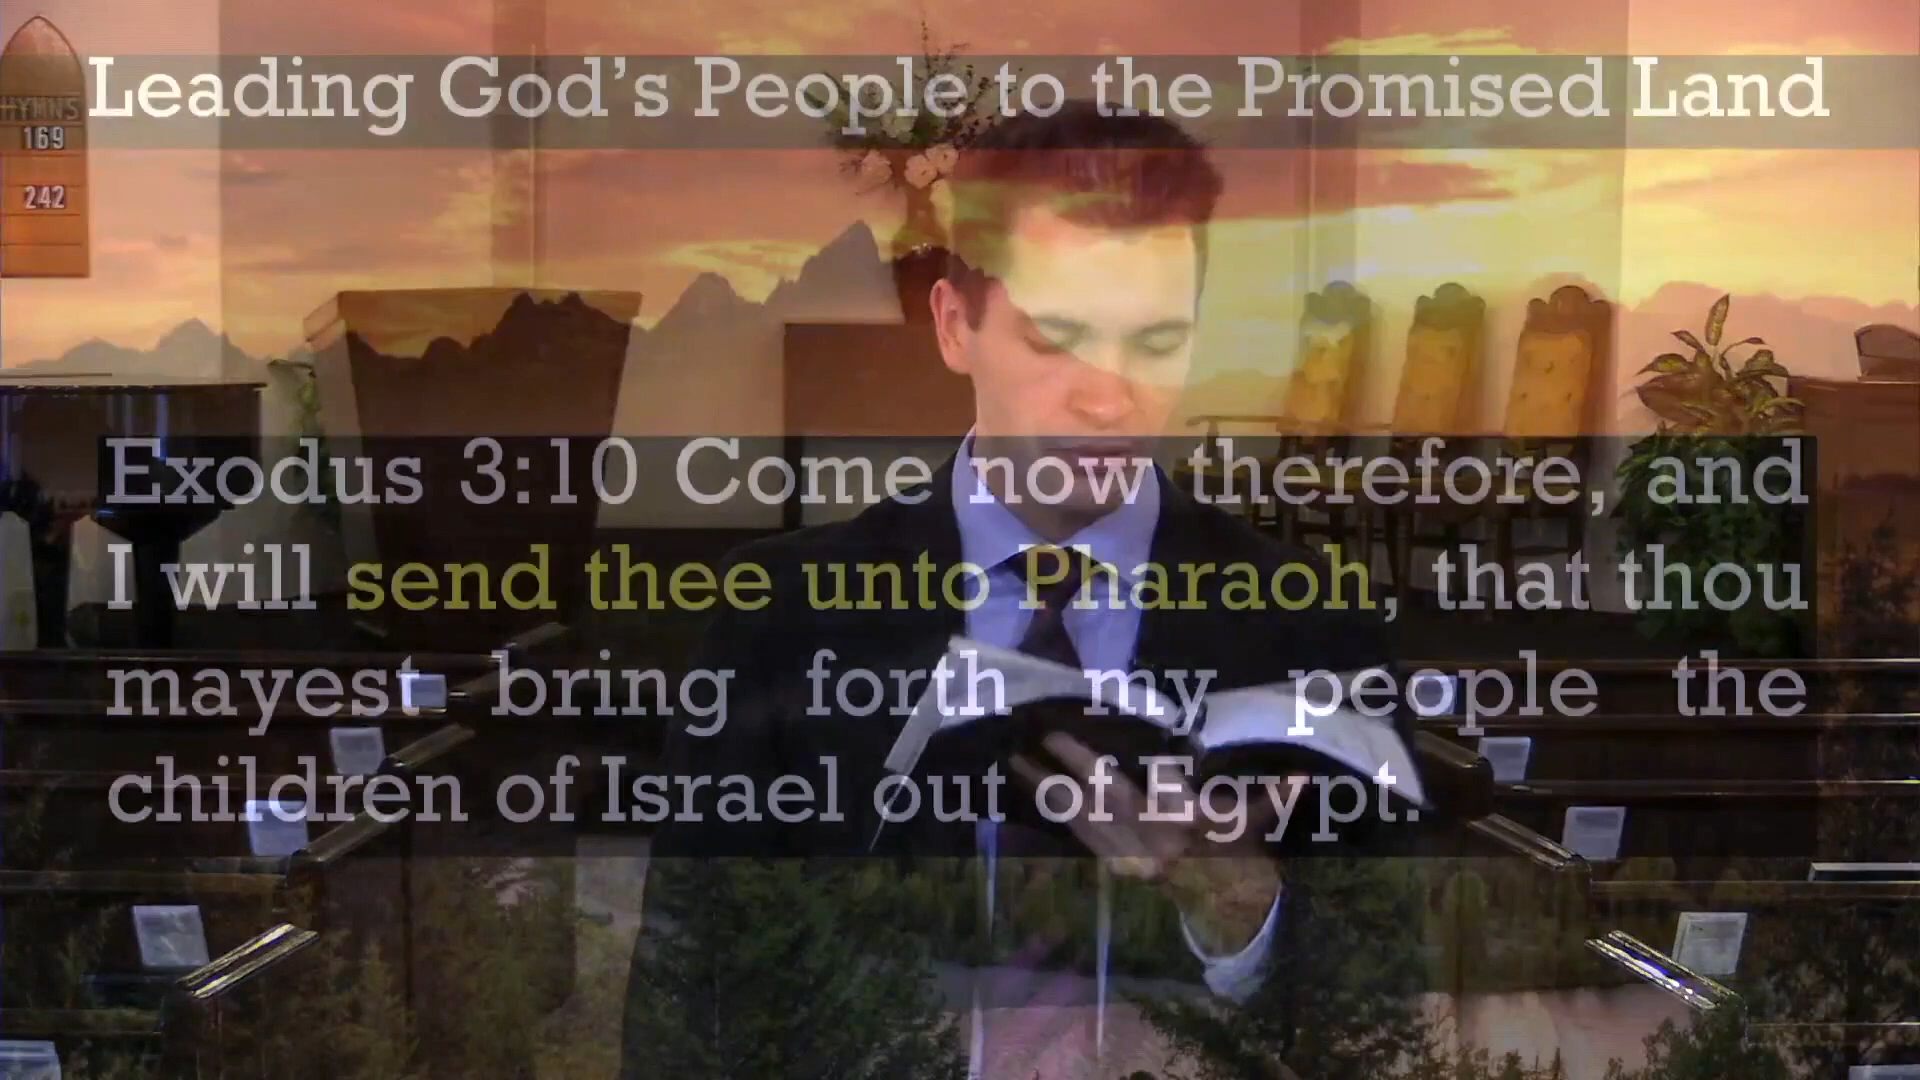 Leading God's People to the Promised Land
HYMNS
169
242
Exodus 3:10 Come now therefore, and
I will send thee unto Pharaoh, that thou
mayest bring forth my people the
children of Israel out of Egypt.